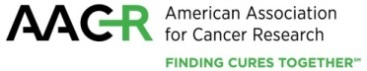 AACR
American Association
for Cancer Research
FINDING CURES TOGETHER℠